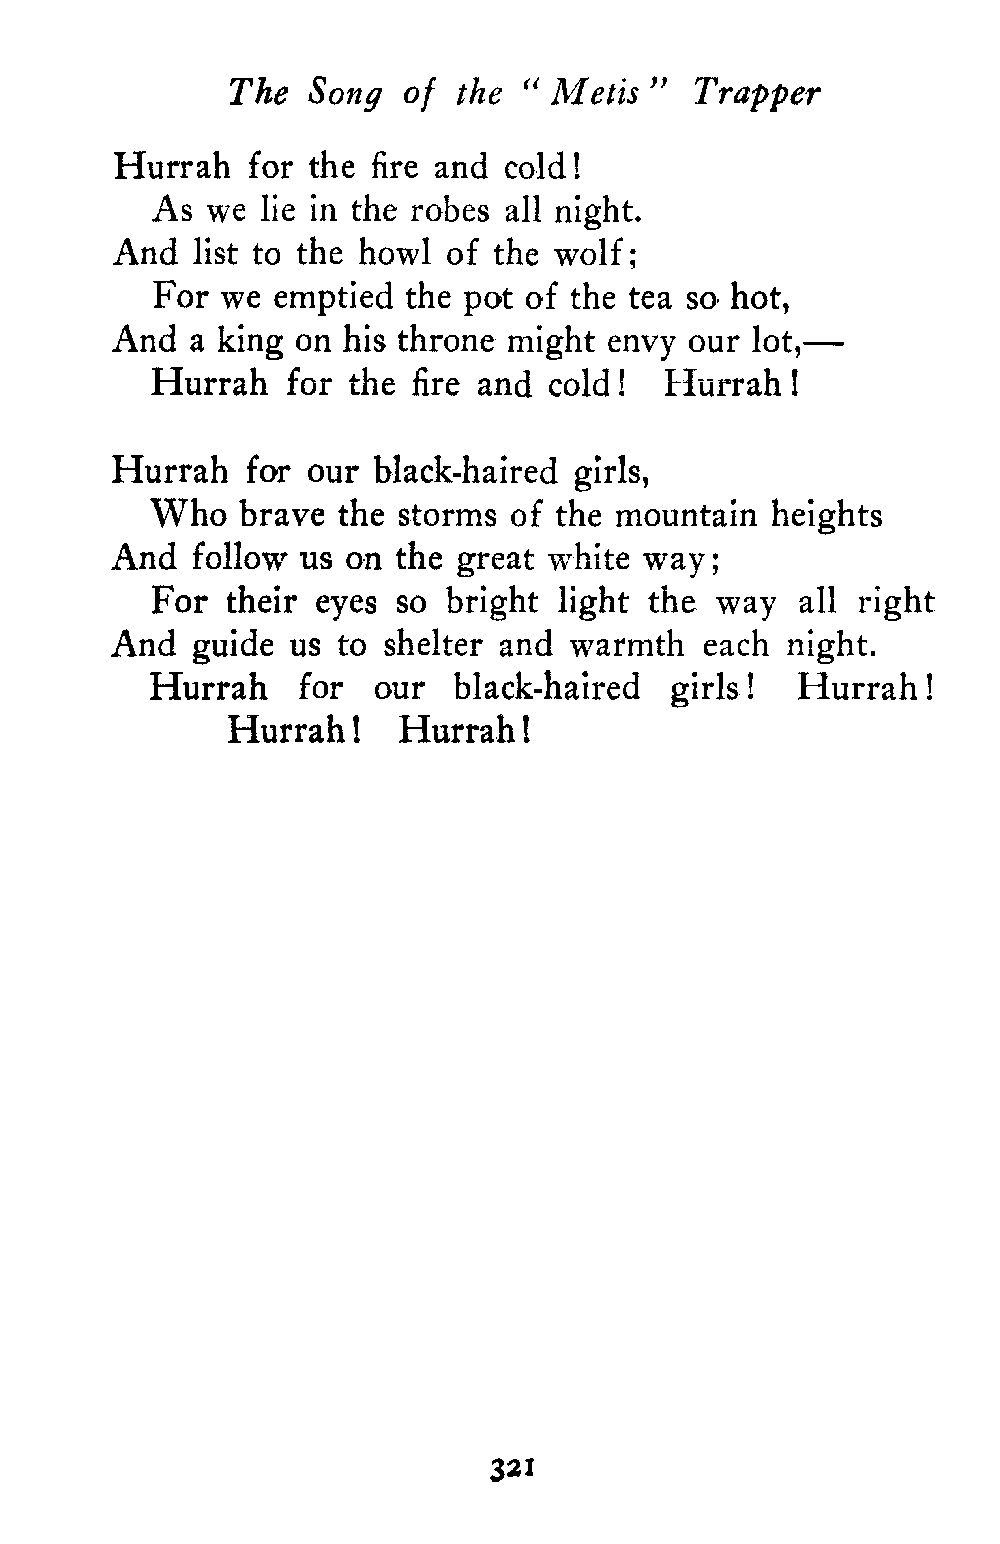 The Song of the “ Metis ” Trapper
Hurrah for the fire and cold!
As we lie in the robes all night.
And list to the howl of the wolf;
For we emptied the pot of the tea so hot,
And a king on his throne might envy our lot,—
Hurrah for the fire and cold! Hurrah!
Hurrah for our black-haired girls,
Who brave the storms of the mountain heights
And follow us on the great white way;
For their eyes so bright light the way all right
And guide us to shelter and warmth each night.
Hurrah for our black-haired girls! Hurrah!
Hurrah! Hurrah!
321